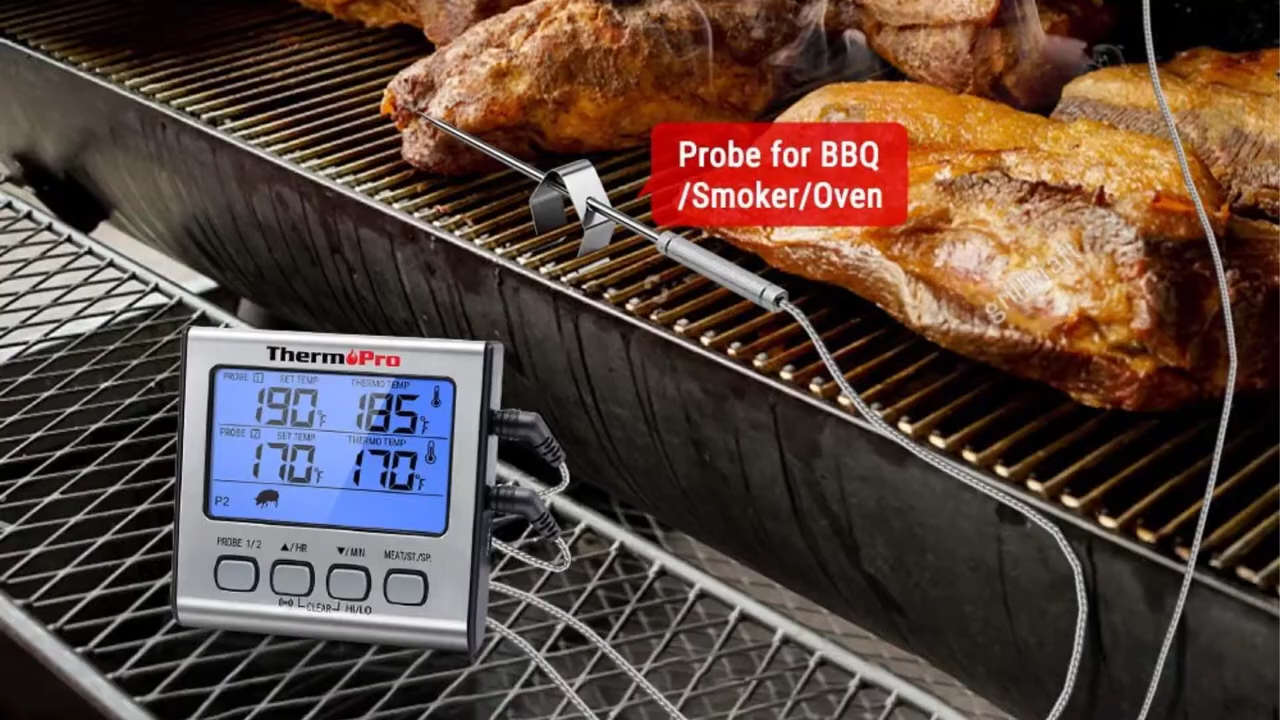 Probe for BBQ
/Smoker/Oven
ThermoPro
PROBE 1 SET TEMP THERMO TEMP
190°F 185°F
PROBE 2 SET TEMP THERMO TEMP
170°F 170°F
P2
PROBE 1/2 ▲/HR ▼/MIN MEAT/ST./SP.
CLEAR HI/LO